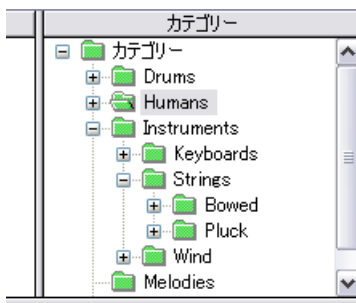 カテゴリー
カテゴリー
Drums
Humans
Instruments
Keyboards
Strings
Bowed
Pluck
Wind
Melodies